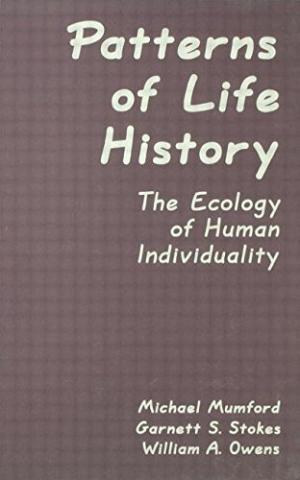 Patterns
of Life
History
The Ecology
of Human
Individuality
Michael Mumford
Garnett S. Stokes
William A. Owens